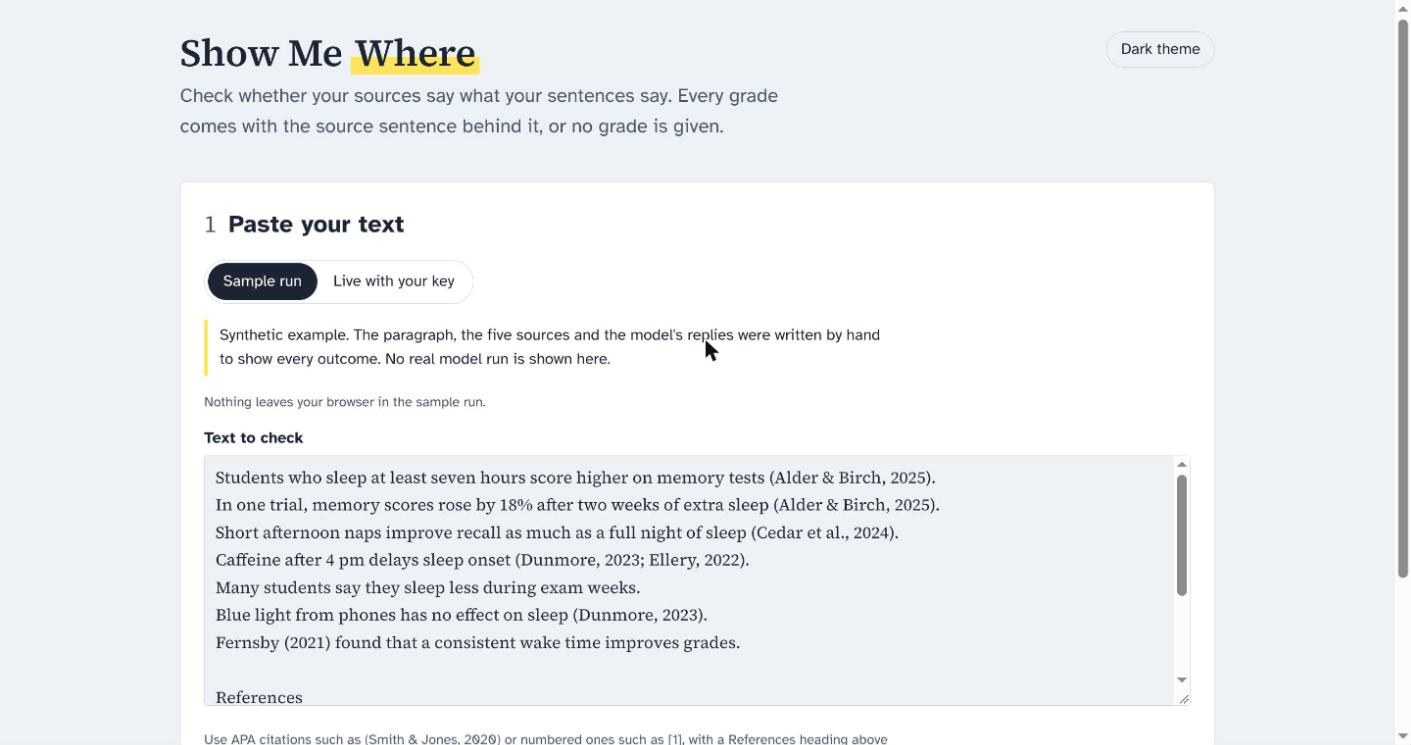 Show Me Where
Dark theme
Check whether your sources say what your sentences say. Every grade
comes with the source sentence behind it, or no grade is given.
1 Paste your text
Sample run
Live with your key
Synthetic example. The paragraph, the five sources and the model's replies were written by hand
to show every outcome. No real model run is shown here.
Nothing leaves your browser in the sample run.
Text to check
Students who sleep at least seven hours score higher on memory tests (Alder & Birch, 2025).
In one trial, memory scores rose by 18% after two weeks of extra sleep (Alder & Birch, 2025).
Short afternoon naps improve recall as much as a full night of sleep (Cedar et al., 2024).
Caffeine after 4 pm delays sleep onset (Dunmore, 2023; Ellery, 2022).
Many students say they sleep less during exam weeks.
Blue light from phones has no effect on sleep (Dunmore, 2023).
Fernsby (2021) found that a consistent wake time improves grades.
References
Use APA citations such as (Smith & Jones, 2020) or numbered ones such as [1], with a References heading above